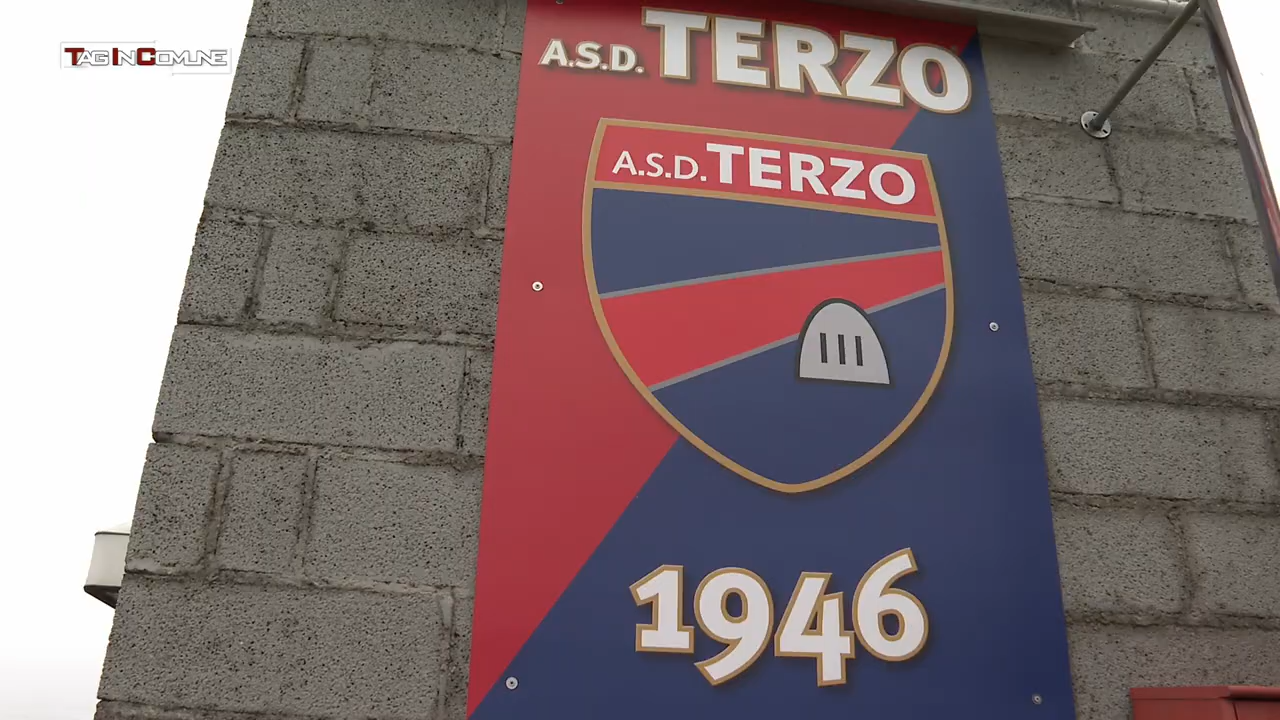 TAG IN COMUNE
A.S.D. TERZO
A.S.D. TERZO
III
1946